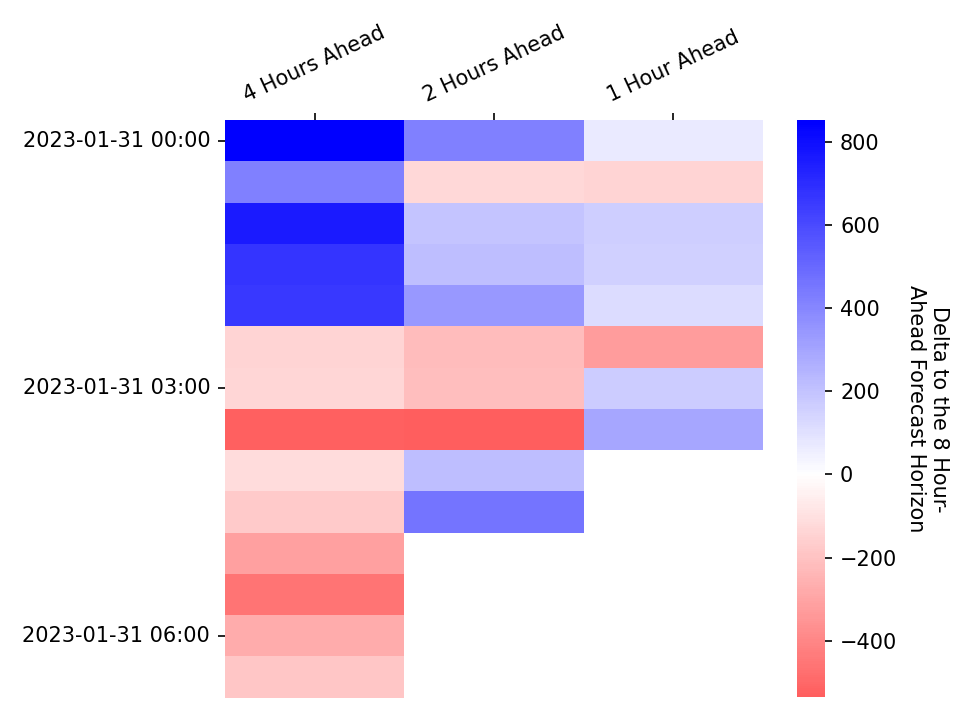 4 Hours Ahead
2 Hours Ahead
1 Hour Ahead
2023-01-31 00:00
2023-01-31 03:00
2023-01-31 06:00
800
600
400
200
0
−200
−400
Delta to the 8 Hour-
Ahead Forecast Horizon